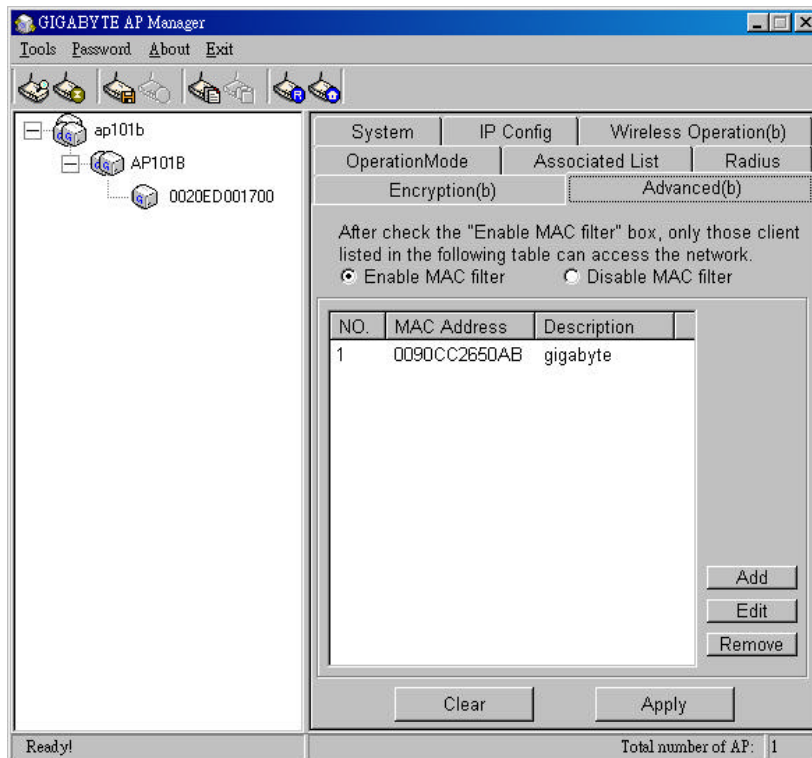 GIGABYTE AP Manager
Tools Password About Exit
ap101b
AP101B
0020ED001700
System IP Config Wireless Operation(b)
OperationMode Associated List Radius
Encryption(b) Advanced(b)
After check the "Enable MAC filter" box, only those client
listed in the following table can access the network.
Enable MAC filter Disable MAC filter
NO. MAC Address Description
1 0090CC2650AB gigabyte
Add
Edit
Remove
Clear Apply
Ready! Total number of AP: 1